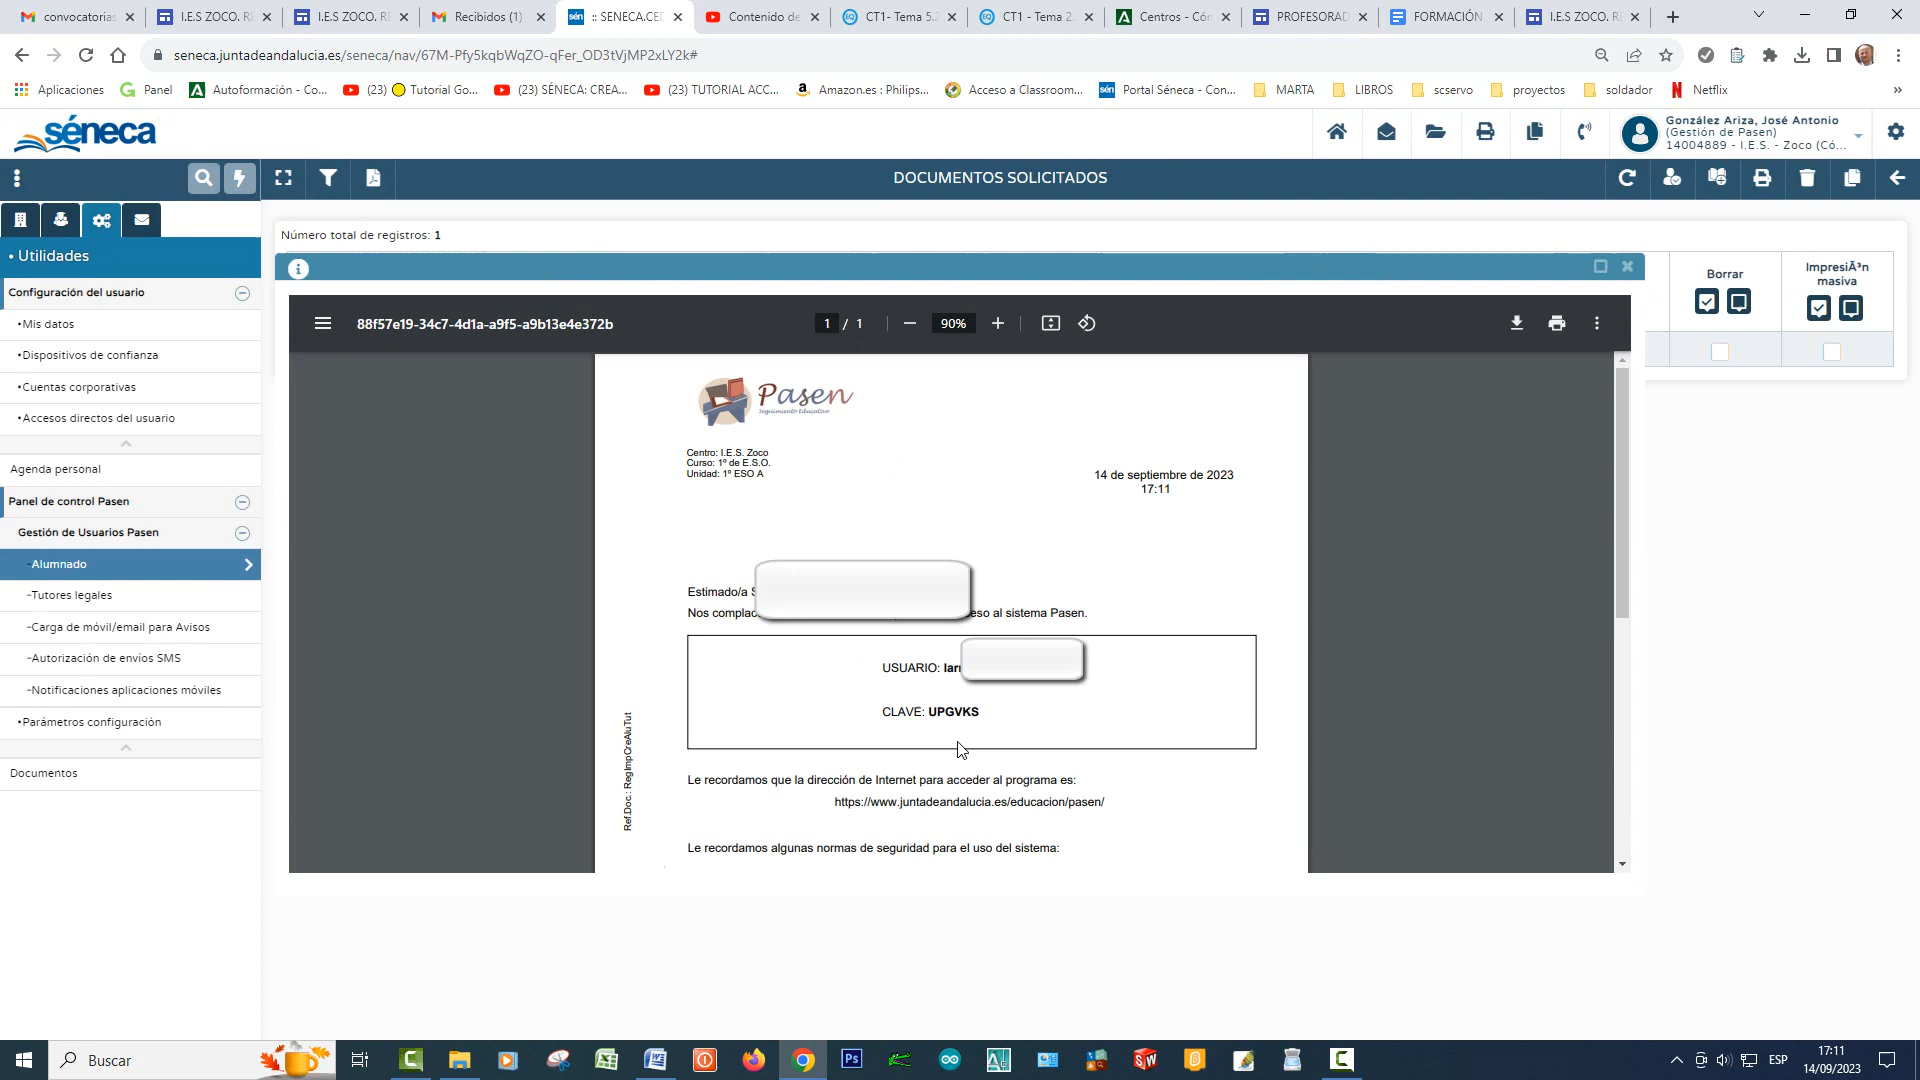 convocatorias
I.E.S ZOCO. RE
I.E.S ZOCO. RE
Recibidos (1)
:: SENECA.CED
Contenido de
CT1- Tema 5.2
CT1 - Tema 2.
Centros - Cór
PROFESORAD
FORMACIÓN
I.E.S ZOCO. RE
seneca.juntadeandalucia.es/seneca/nav/67M-Pfy5kqbWqZO-qFer_OD3tVjMP2xLY2k#
Aplicaciones
Panel
Autoformación - Co...
(23) Tutorial Go...
(23) SÉNECA: CREA...
(23) TUTORIAL ACC...
Amazon.es : Philips...
Acceso a Classroom...
Portal Séneca - Con...
MARTA
LIBROS
scservo
proyectos
soldador
Netflix
séneca
González Ariza, José Antonio
(Gestión de Pasen)
14004889 - I.E.S. - Zoco (Có...
DOCUMENTOS SOLICITADOS
• Utilidades
Configuración del usuario
•Mis datos
•Dispositivos de confianza
•Cuentas corporativas
•Accesos directos del usuario
Agenda personal
Panel de control Pasen
Gestión de Usuarios Pasen
-Alumnado
-Tutores legales
-Carga de móvil/email para Avisos
-Autorización de envíos SMS
-Notificaciones aplicaciones móviles
•Parámetros configuración
Documentos
Número total de registros: 1
Borrar
ImpresiÃ³n
masiva
88f57e19-34c7-4d1a-a9f5-a9b13e4e372b
1 / 1
90%
Pasen
Seguimiento Educativo
Centro: I.E.S. Zoco
Curso: 1º de E.S.O.
Unidad: 1º ESO A
14 de septiembre de 2023
17:11
Estimado/a S
Nos complac eso al sistema Pasen.
USUARIO: larr
CLAVE: UPGVKS
Ref.Doc.: RegImpCreAluTut
Le recordamos que la dirección de Internet para acceder al programa es:
https://www.juntadeandalucia.es/educacion/pasen/
Le recordamos algunas normas de seguridad para el uso del sistema:
Buscar
ESP
17:11
14/09/2023